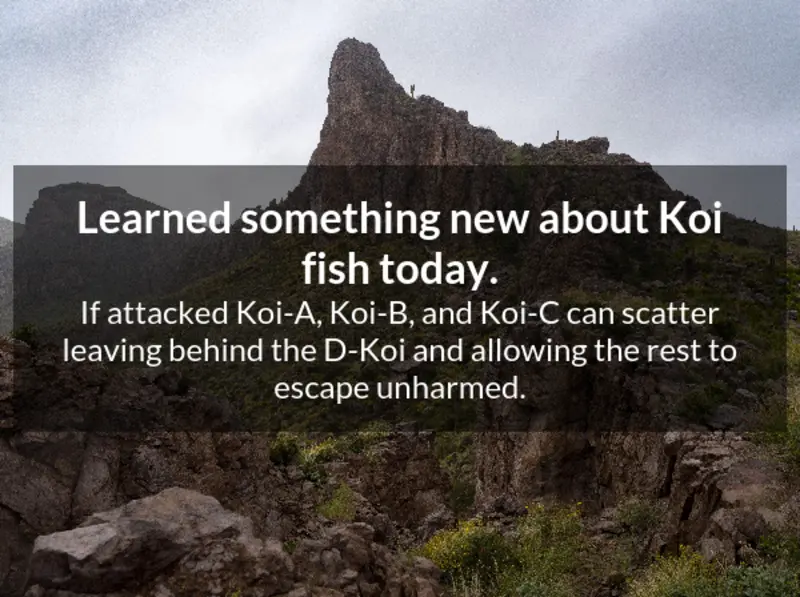 Learned something new about Koi
fish today.
If attacked Koi-A, Koi-B, and Koi-C can scatter
leaving behind the D-Koi and allowing the rest to
escape unharmed.